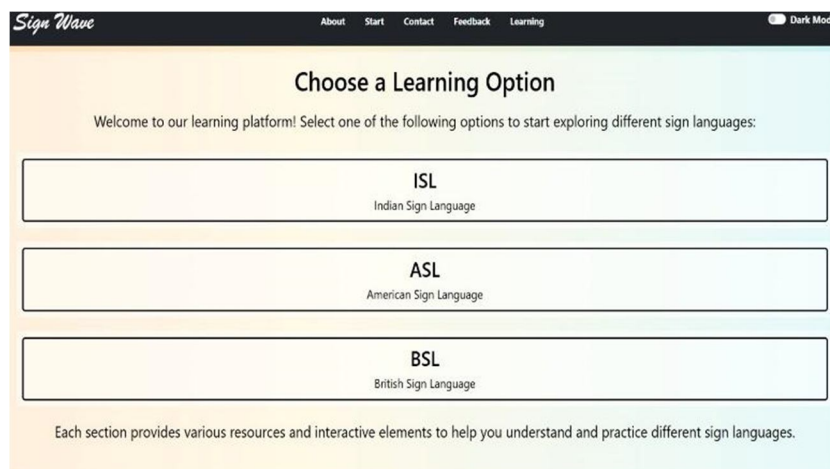 Sign Wave
About Start Contact Feedback Learning
Dark Mod
Choose a Learning Option
Welcome to our learning platform! Select one of the following options to start exploring different sign languages:
ISL
Indian Sign Language
ASL
American Sign Language
BSL
British Sign Language
Each section provides various resources and interactive elements to help you understand and practice different sign languages.